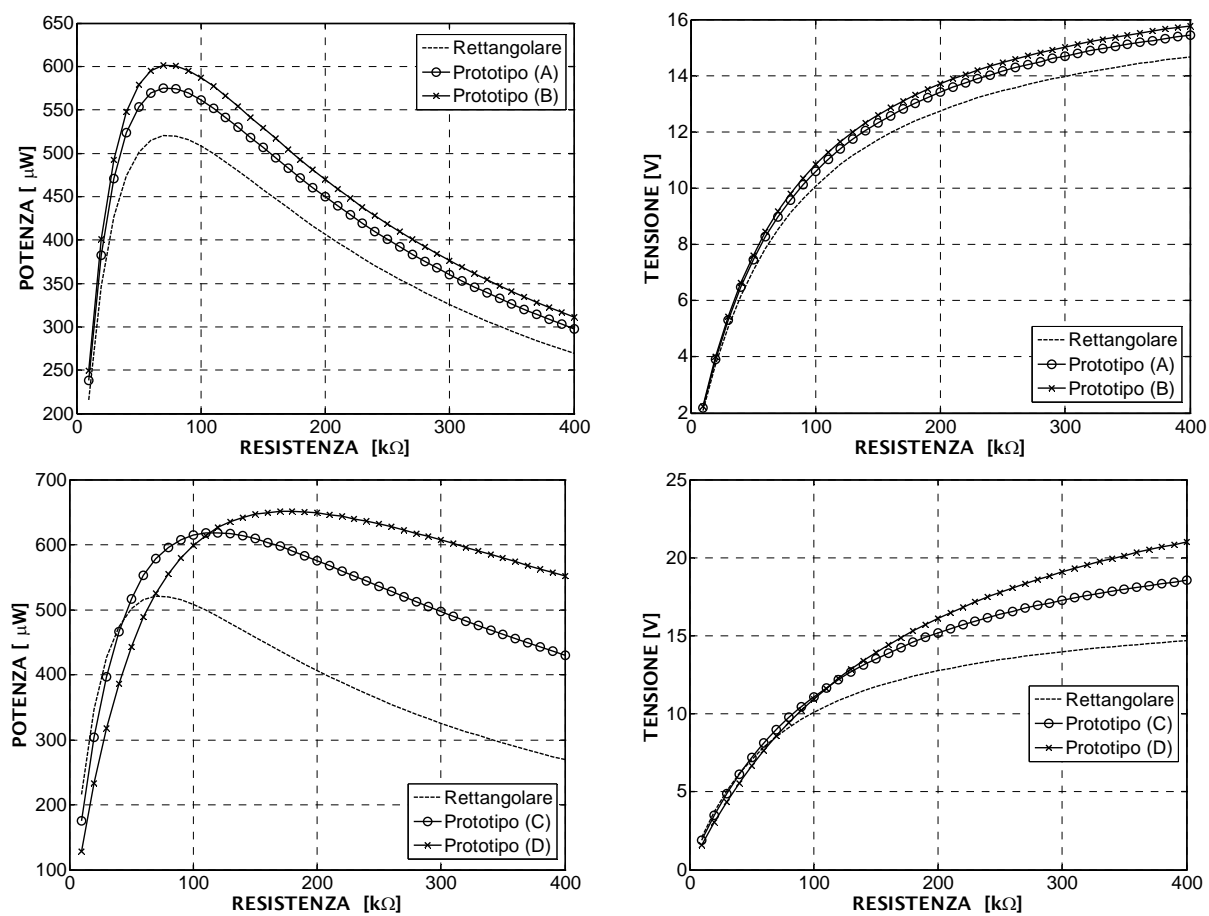 650
600
550
500
450
400
350
300
250
200
0
100
200
300
400
POTENZA [ μW]
RESISTENZA [kΩ]
Rettangolare
Prototipo (A)
Prototipo (B)
16
14
12
10
8
6
4
2
0
100
200
300
400
TENSIONE [V]
RESISTENZA [kΩ]
Rettangolare
Prototipo (A)
Prototipo (B)
700
600
500
400
300
200
100
0
100
200
300
400
POTENZA [ μW]
RESISTENZA [kΩ]
Rettangolare
Prototipo (C)
Prototipo (D)
25
20
15
10
5
0
0
100
200
300
400
TENSIONE [V]
RESISTENZA [kΩ]
Rettangolare
Prototipo (C)
Prototipo (D)